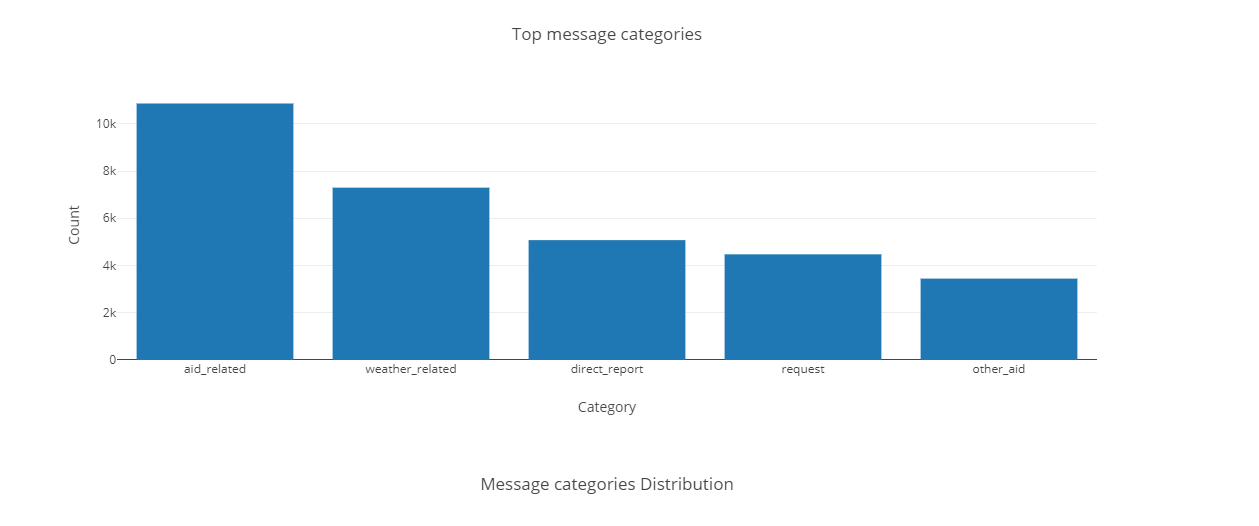 Top message categories
10k
8k
6k
4k
2k
0
Count
aid_related weather_related direct_report request other_aid
Category
Message categories Distribution